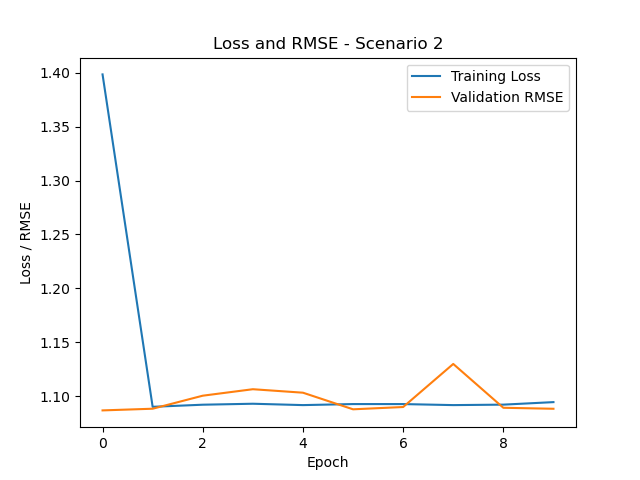 Loss and RMSE - Scenario 2
Training Loss
Validation RMSE
1.40
1.35
1.30
1.25
1.20
1.15
1.10
Loss / RMSE
0 2 4 6 8
Epoch